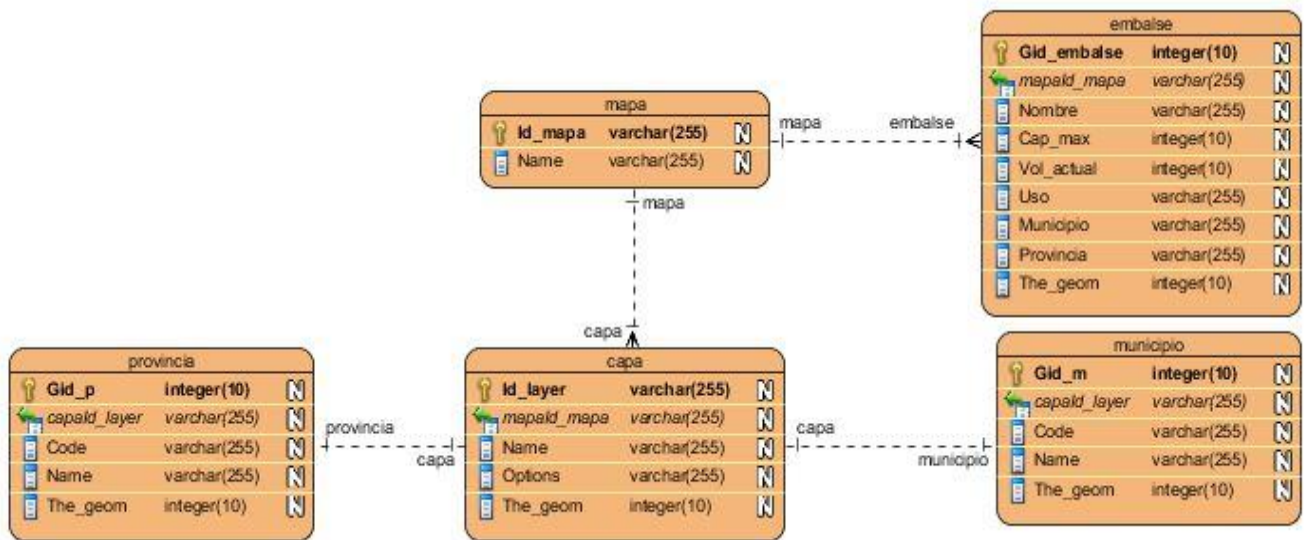 embalse
Gid_embalse integer(10) N
mapaId_mapa varchar(255) N
Nombre varchar(255) N
Cap_max integer(10) N
Vol_actual integer(10) N
Uso varchar(255) N
Municipio varchar(255) N
Provincia varchar(255) N
The_geom integer(10) N
mapa
Id_mapa varchar(255) N
Name varchar(255) N
mapa
embalse
mapa
capa
provincia
Gid_p integer(10) N
capaId_layer varchar(255) N
Code varchar(255) N
Name varchar(255) N
The_geom integer(10) N
provincia
capa
capa
Id_layer varchar(255) N
mapaId_mapa varchar(255) N
Name varchar(255) N
Options varchar(255) N
The_geom integer(10) N
capa
municipio
municipio
Gid_m integer(10) N
capaId_layer varchar(255) N
Code varchar(255) N
Name varchar(255) N
The_geom integer(10) N